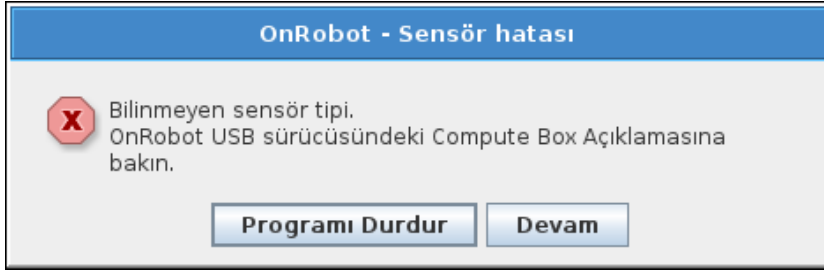 OnRobot - Sensör hatası
Bilinmeyen sensör tipi.
OnRobot USB sürücüsündeki Compute Box Açıklamasına
bakın.
Programı Durdur
Devam